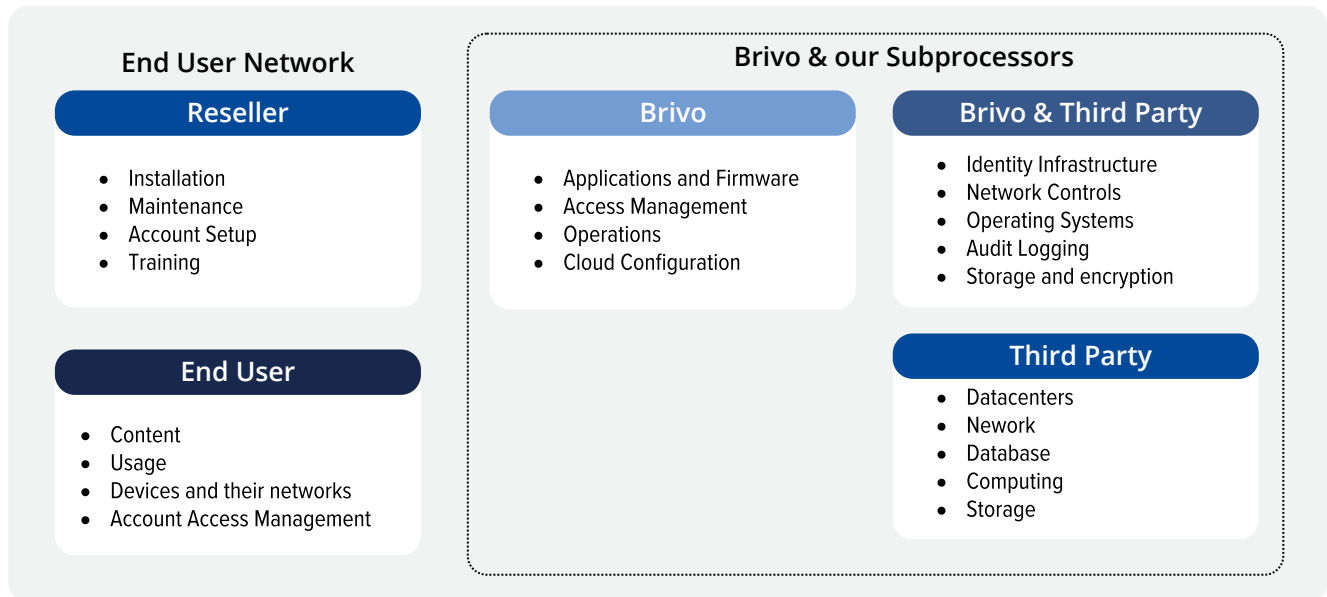 End User Network
Reseller
• Installation
• Maintenance
• Account Setup
• Training
End User
• Content
• Usage
• Devices and their networks
• Account Access Management
Brivo & our Subprocessors
Brivo
• Applications and Firmware
• Access Management
• Operations
• Cloud Configuration
Brivo & Third Party
• Identity Infrastructure
• Network Controls
• Operating Systems
• Audit Logging
• Storage and encryption
Third Party
• Datacenters
• Nework
• Database
• Computing
• Storage